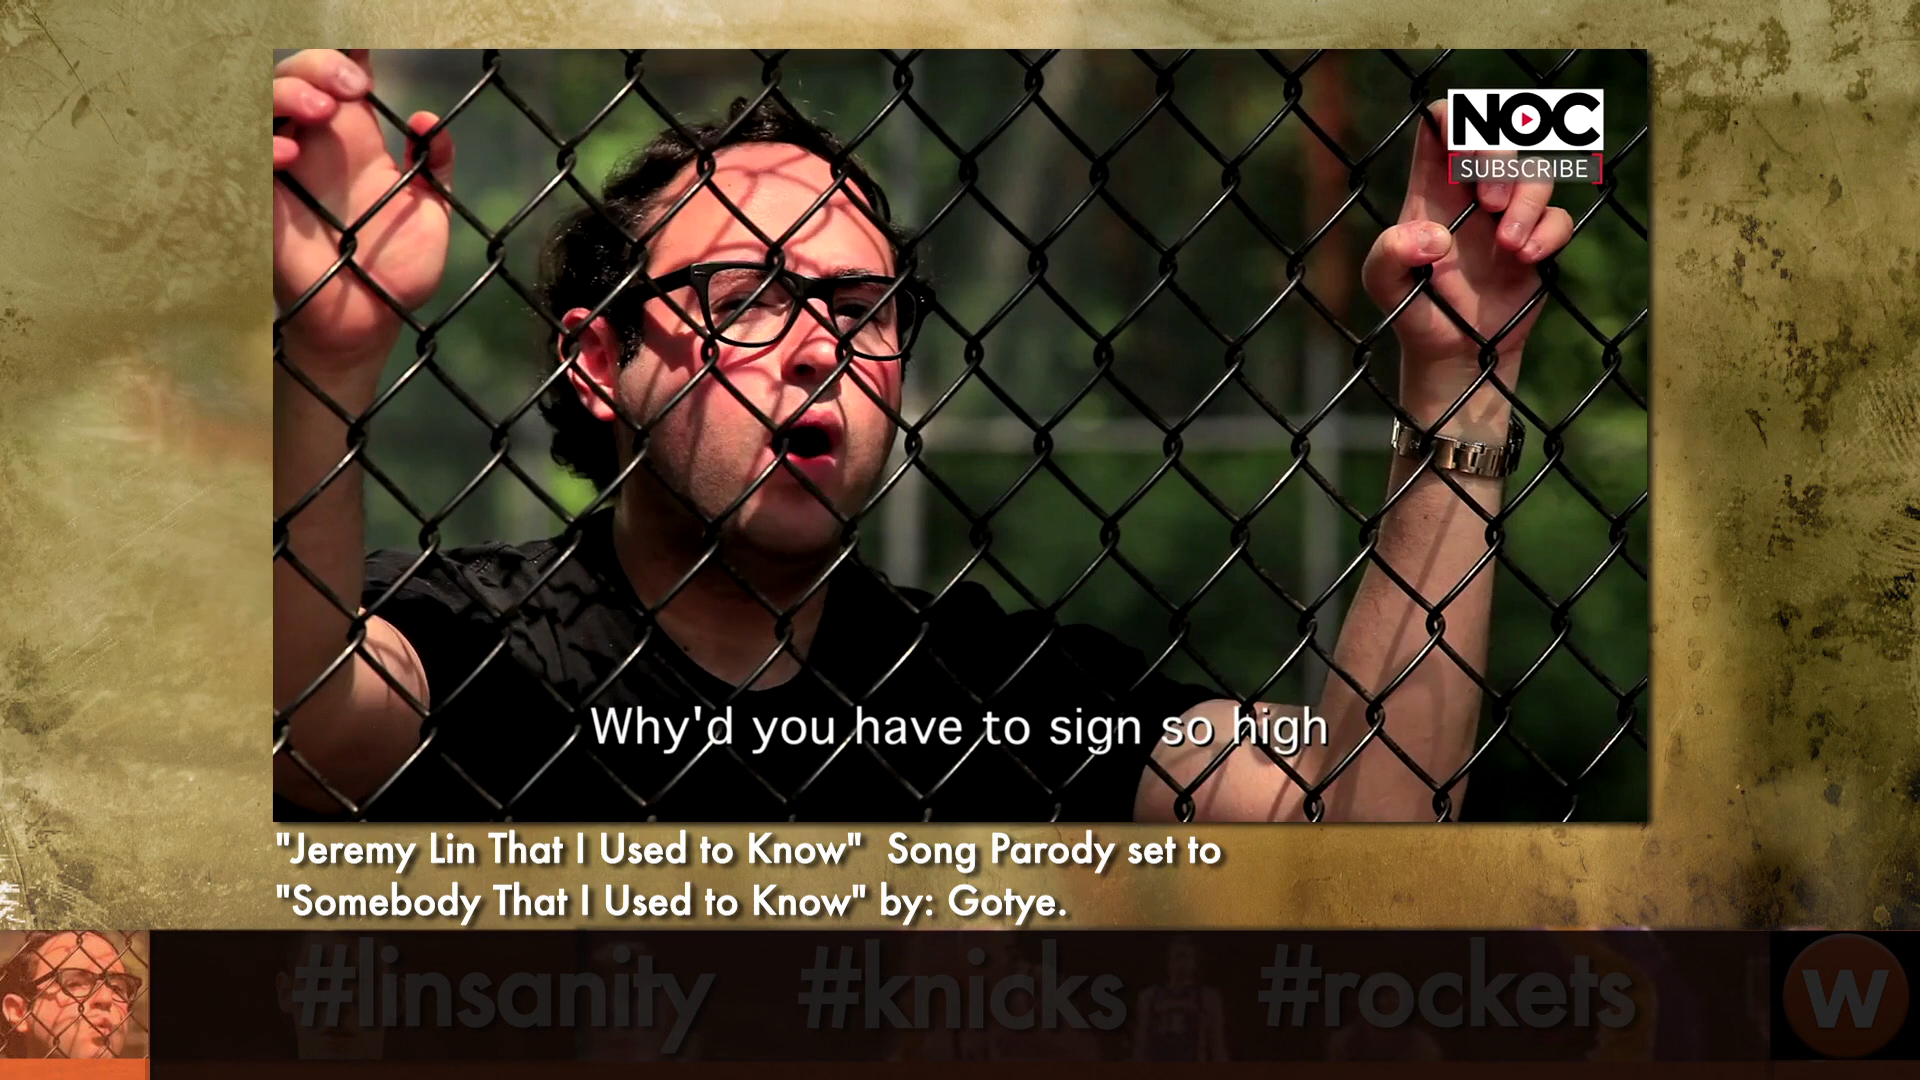 NOC
SUBSCRIBE
Why'd you have to sign so high
"Jeremy Lin That I Used to Know" Song Parody set to
"Somebody That I Used to Know" by: Gotye.
#linsanity #knicks #rockets
W